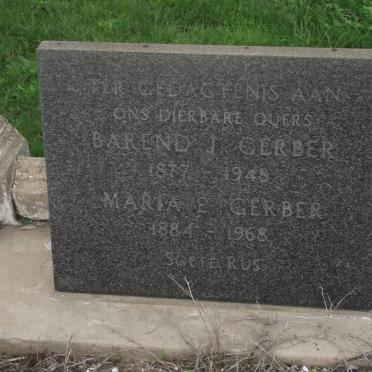 TER GEDAGTENIS AAN
ONS DIERBARE OUERS
BAREND J. GERBER
1877 - 1948
MARIA E. GERBER
1884 - 1968
SOETE RUS.